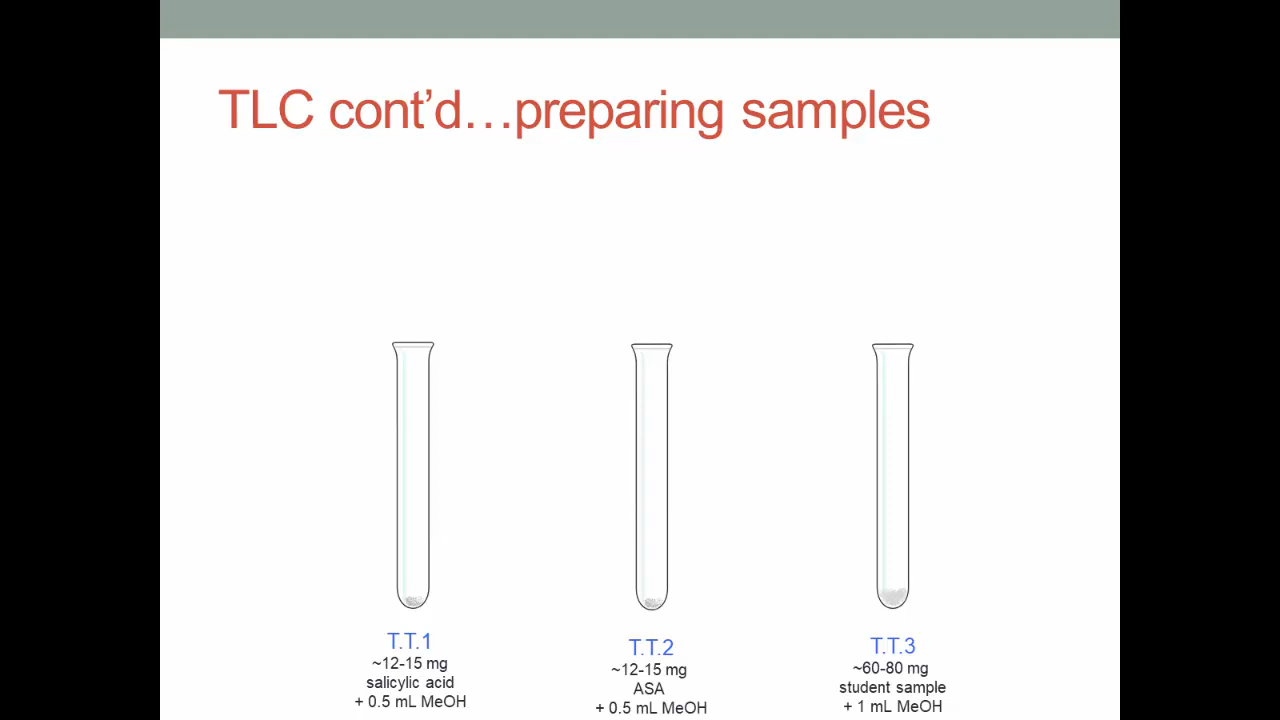 TLC cont’d…preparing samples
T.T.1
~12-15 mg
salicylic acid
+ 0.5 mL MeOH
T.T.2
~12-15 mg
ASA
+ 0.5 mL MeOH
T.T.3
~60-80 mg
student sample
+ 1 mL MeOH